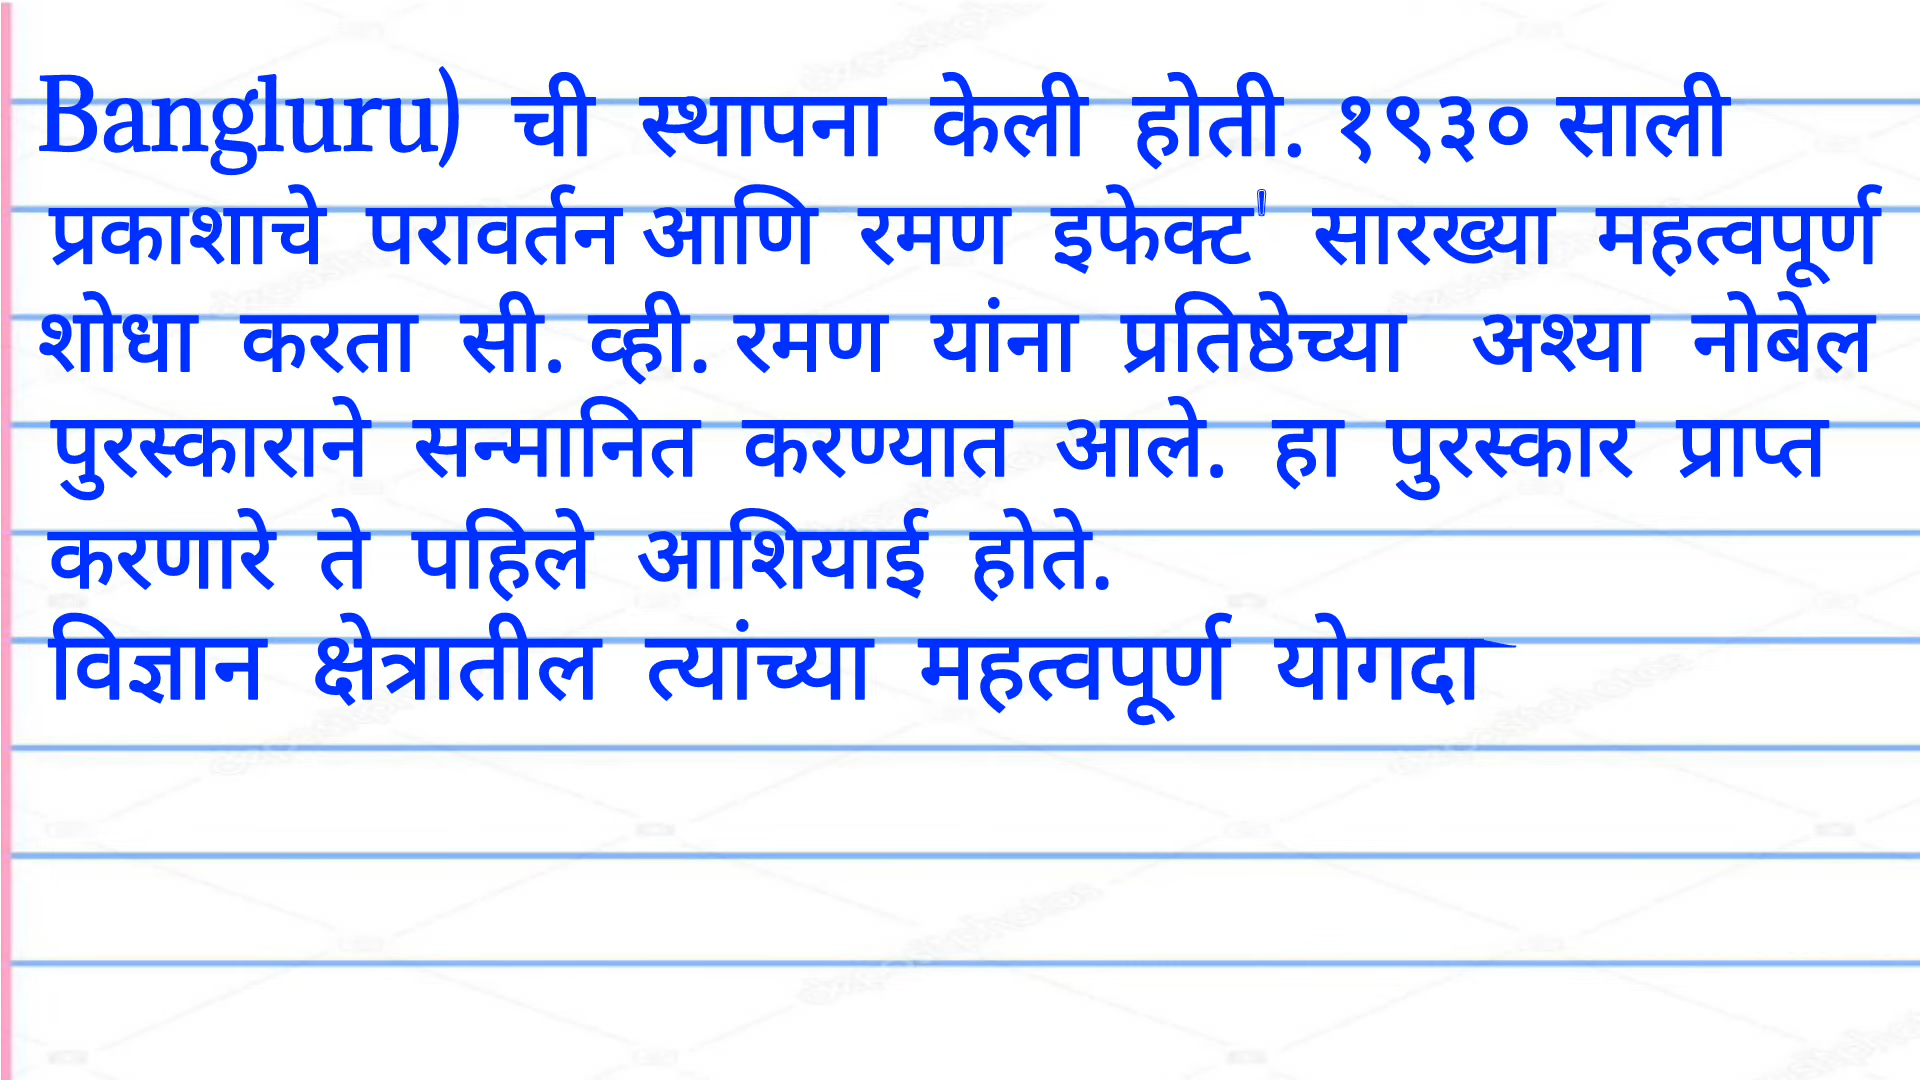 Bangluru) ची स्थापना केली होती. १९३० साली
प्रकाशाचे परावर्तन आणि रमण इफेक्ट' सारख्या महत्वपूर्ण
शोधा करता सी. व्ही. रमण यांना प्रतिष्ठेच्या अश्या नोबेल
पुरस्काराने सन्मानित करण्यात आले. हा पुरस्कार प्राप्त
करणारे ते पहिले आशियाई होते.
विज्ञान क्षेत्रातील त्यांच्या महत्वपूर्ण योगदा